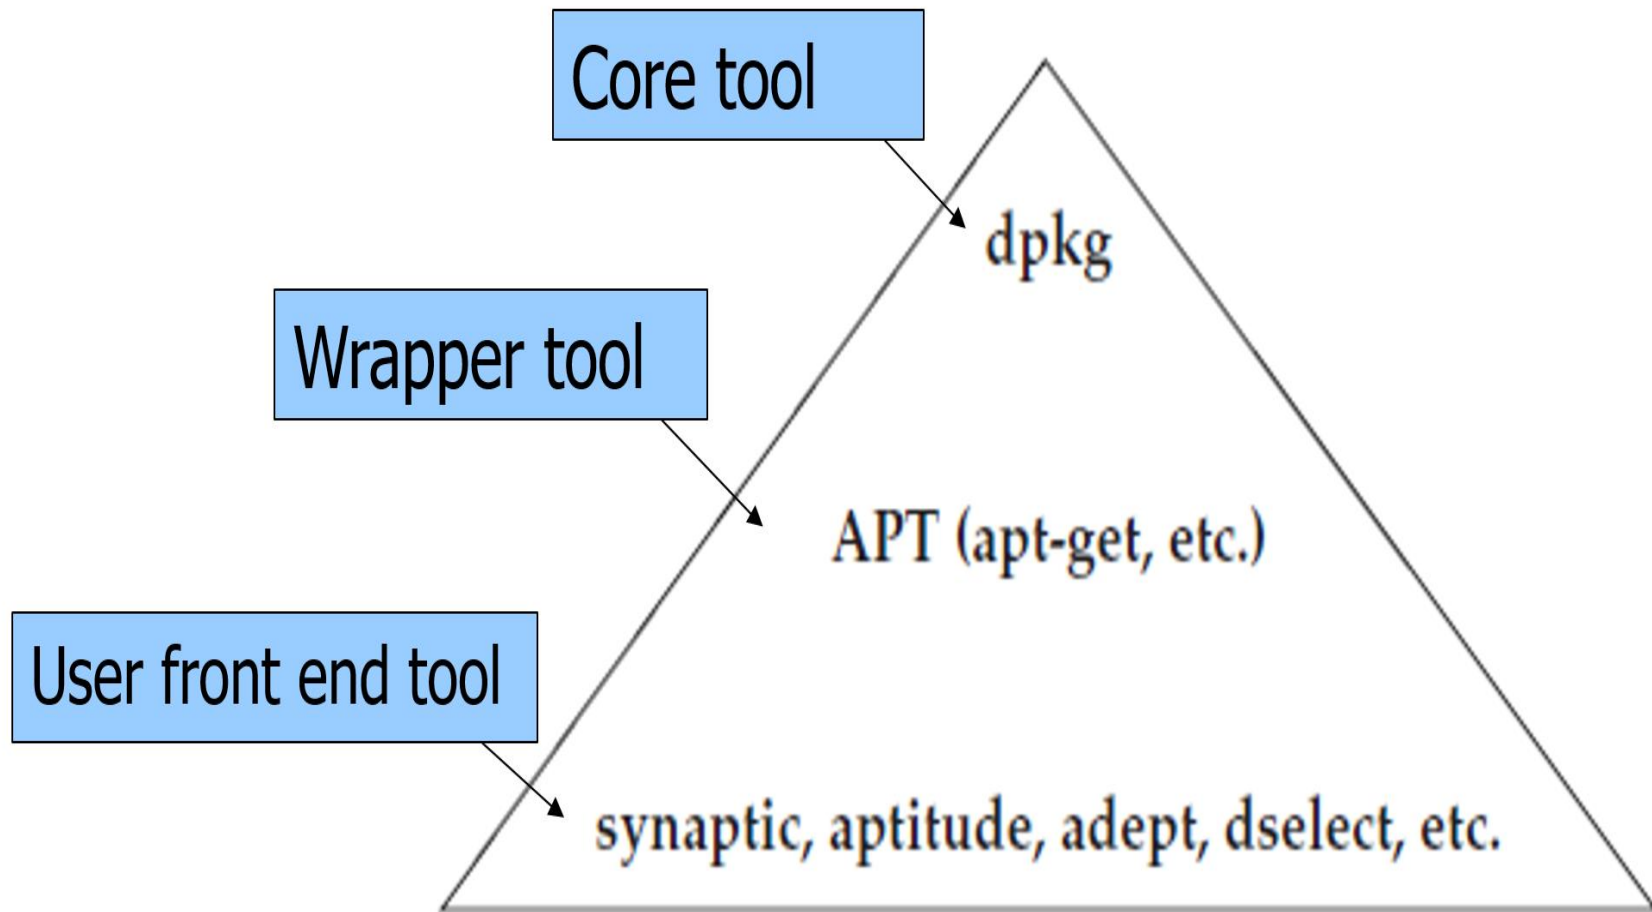 Core tool
dpkg
Wrapper tool
APT (apt-get, etc.)
User front end tool
synaptic, aptitude, adept, dselect, etc.